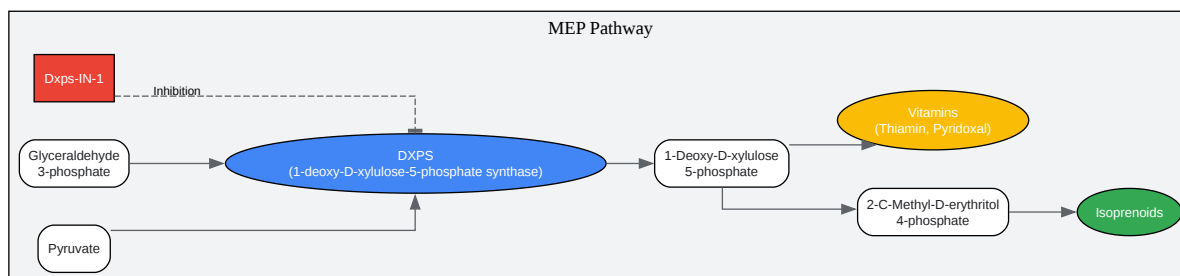 MEP Pathway
Dxps-IN-1
Inhibition
Glyceraldehyde
3-phosphate
DXPS
(1-deoxy-D-xylulose-5-phosphate synthase)
1-Deoxy-D-xylulose
5-phosphate
Vitamins
(Thiamin, Pyridoxal)
2-C-Methyl-D-erythritol
4-phosphate
Isoprenoids
Pyruvate